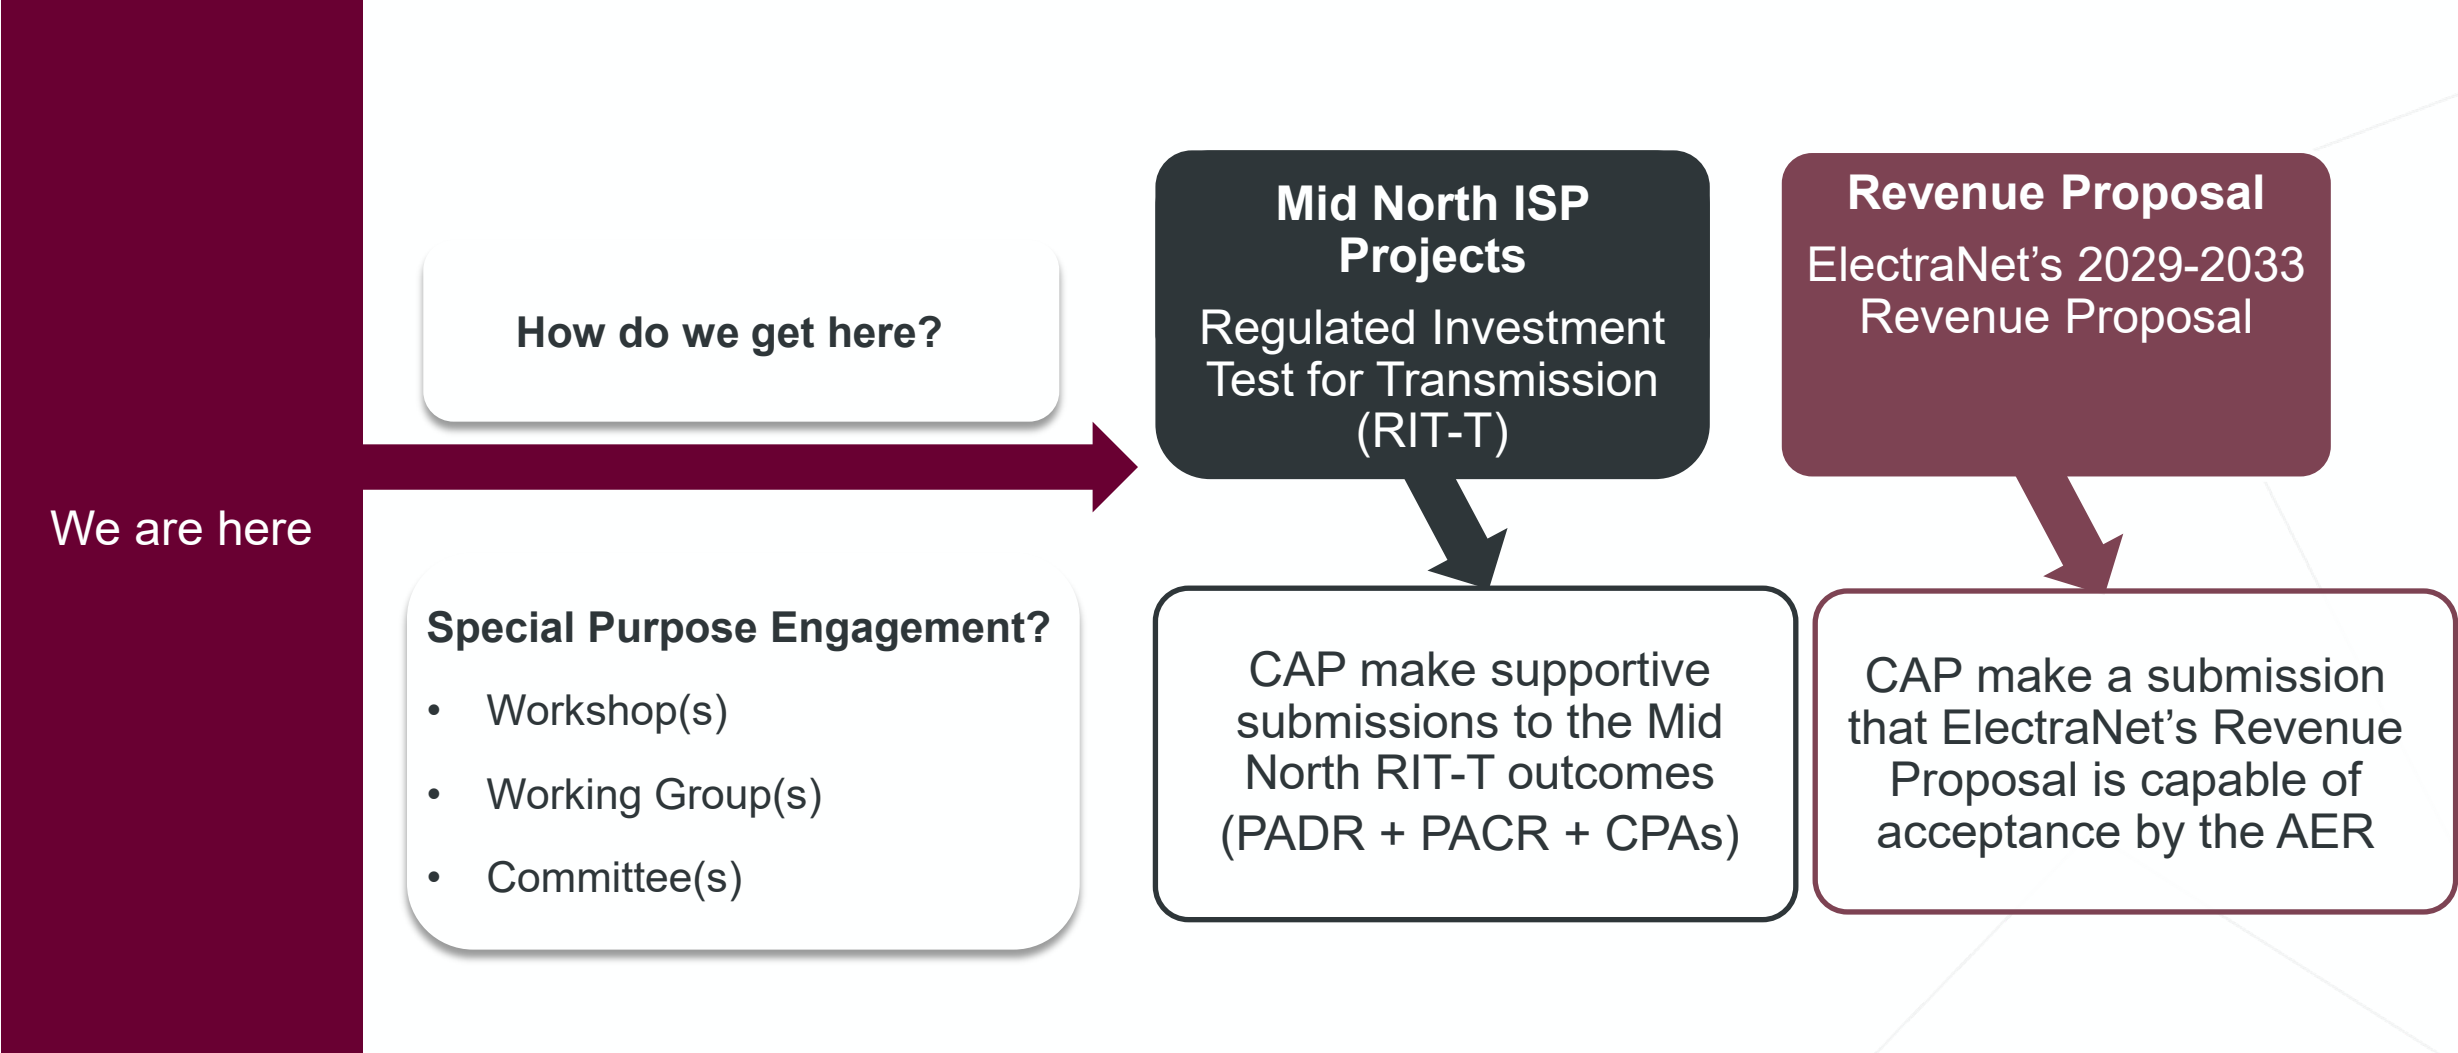 We are here
How do we get here?
Special Purpose Engagement?
• Workshop(s)
• Working Group(s)
• Committee(s)
Mid North ISP
Projects
Regulated Investment
Test for Transmission
(RIT-T)
CAP make supportive
submissions to the Mid
North RIT-T outcomes
(PADR + PACR + CPAs)
Revenue Proposal
ElectraNet’s 2029-2033
Revenue Proposal
CAP make a submission
that ElectraNet’s Revenue
Proposal is capable of
acceptance by the AER